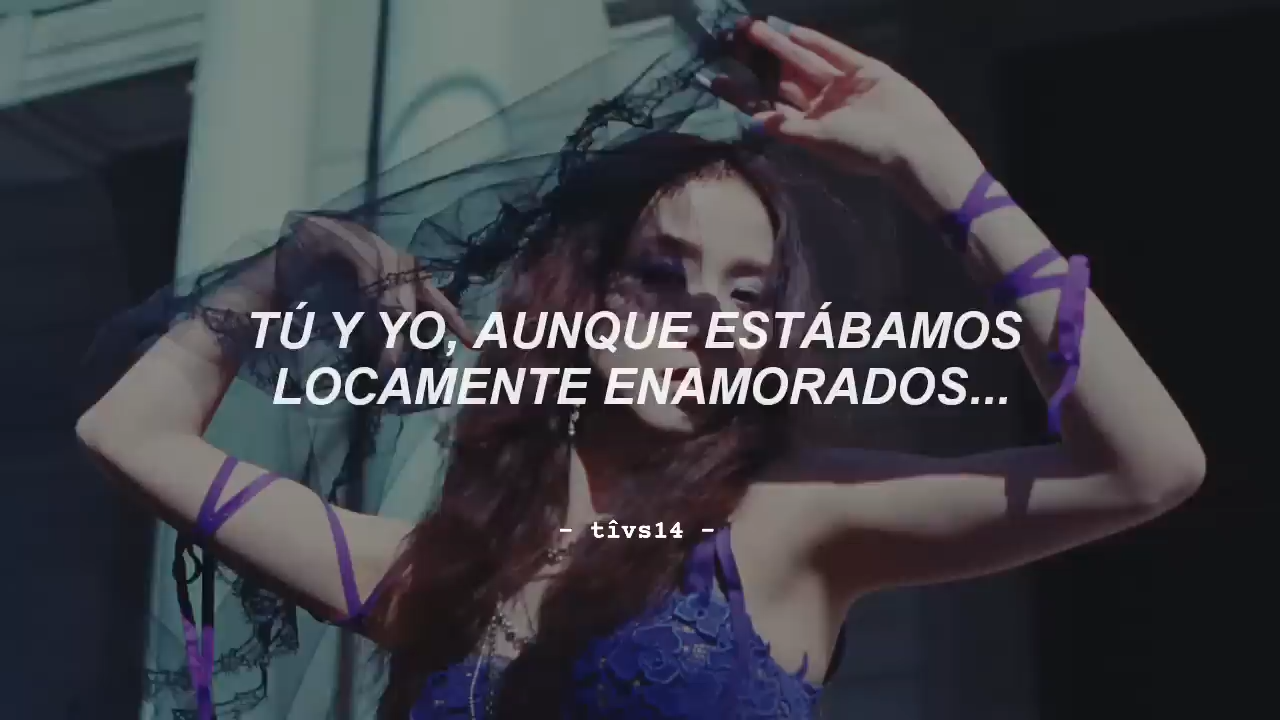 TÚ Y YO, AUNQUE ESTÁBAMOS
LOCAMENTE ENAMORADOS...
- tîvs14 -